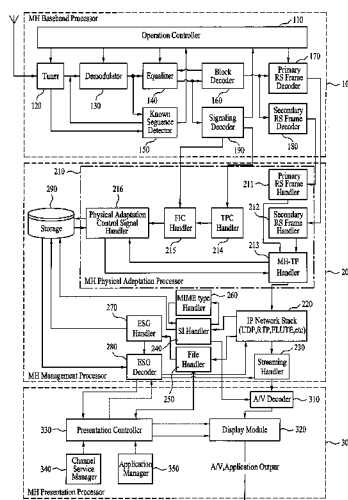 MH Baseband Processor
110
Operation Controller
170
Tuner
Demodulator
Equalizer
Block Decoder
Primary RS Frame Decoder
10
120
130
140
160
Known Sequence Detector
Signaling Decoder
Secondary RS Frame Decoder
150
190
180
210
290
216
211
Primary RS Frame Handler
212
Storage
Physical Adaptation Control Signal Handler
FIC Handler
TPC Handler
Secondary RS Frame Handler
215
214
213
MH-TP Handler
20
MH Physical Adaptation Processor
260
MIME type Handler
220
270
ESG Handler
SI Handler
IP Network Stack (UDP,RTP,FLUTE,etc)
240
230
280
ESG Decoder
File Handler
Streaming Handler
MH Management Processor
250
A/V Decoder
310
330
Presentation Controller
Display Module
320
30
340
Channel Service Manager
Application Manager
350
A/V,Application Output
MH Presentation Processor